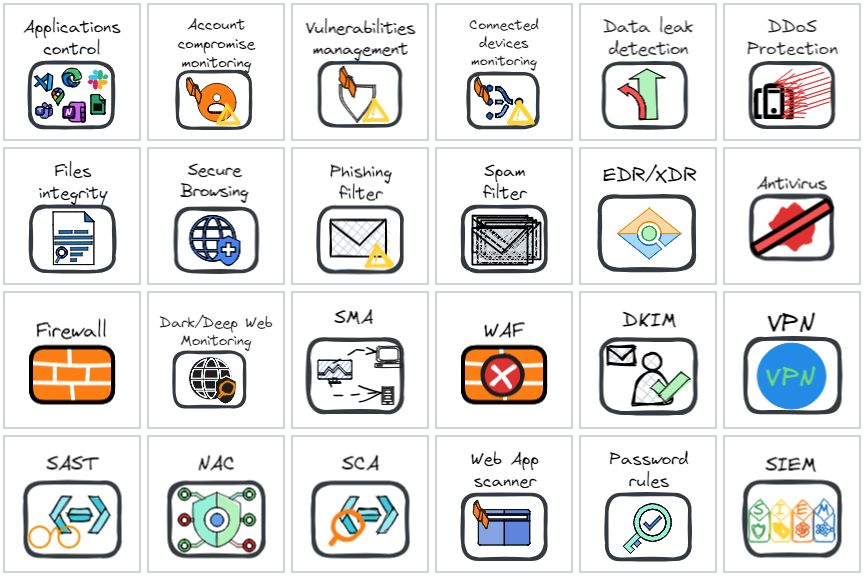 Applications
control
Account
compromise
monitoring
Vulnerabilities
management
Connected
devices
monitoring
Data leak
detection
DDoS
Protection
Files
integrity
Secure
Browsing
Phishing
filter
Spam
filter
EDR/XDR
Antivirus
Firewall
Dark/Deep Web
Monitoring
SMA
WAF
DKIM
VPN
VPN
SAST
NAC
SCA
Web App
scanner
Password
rules
SIEM
S I E M